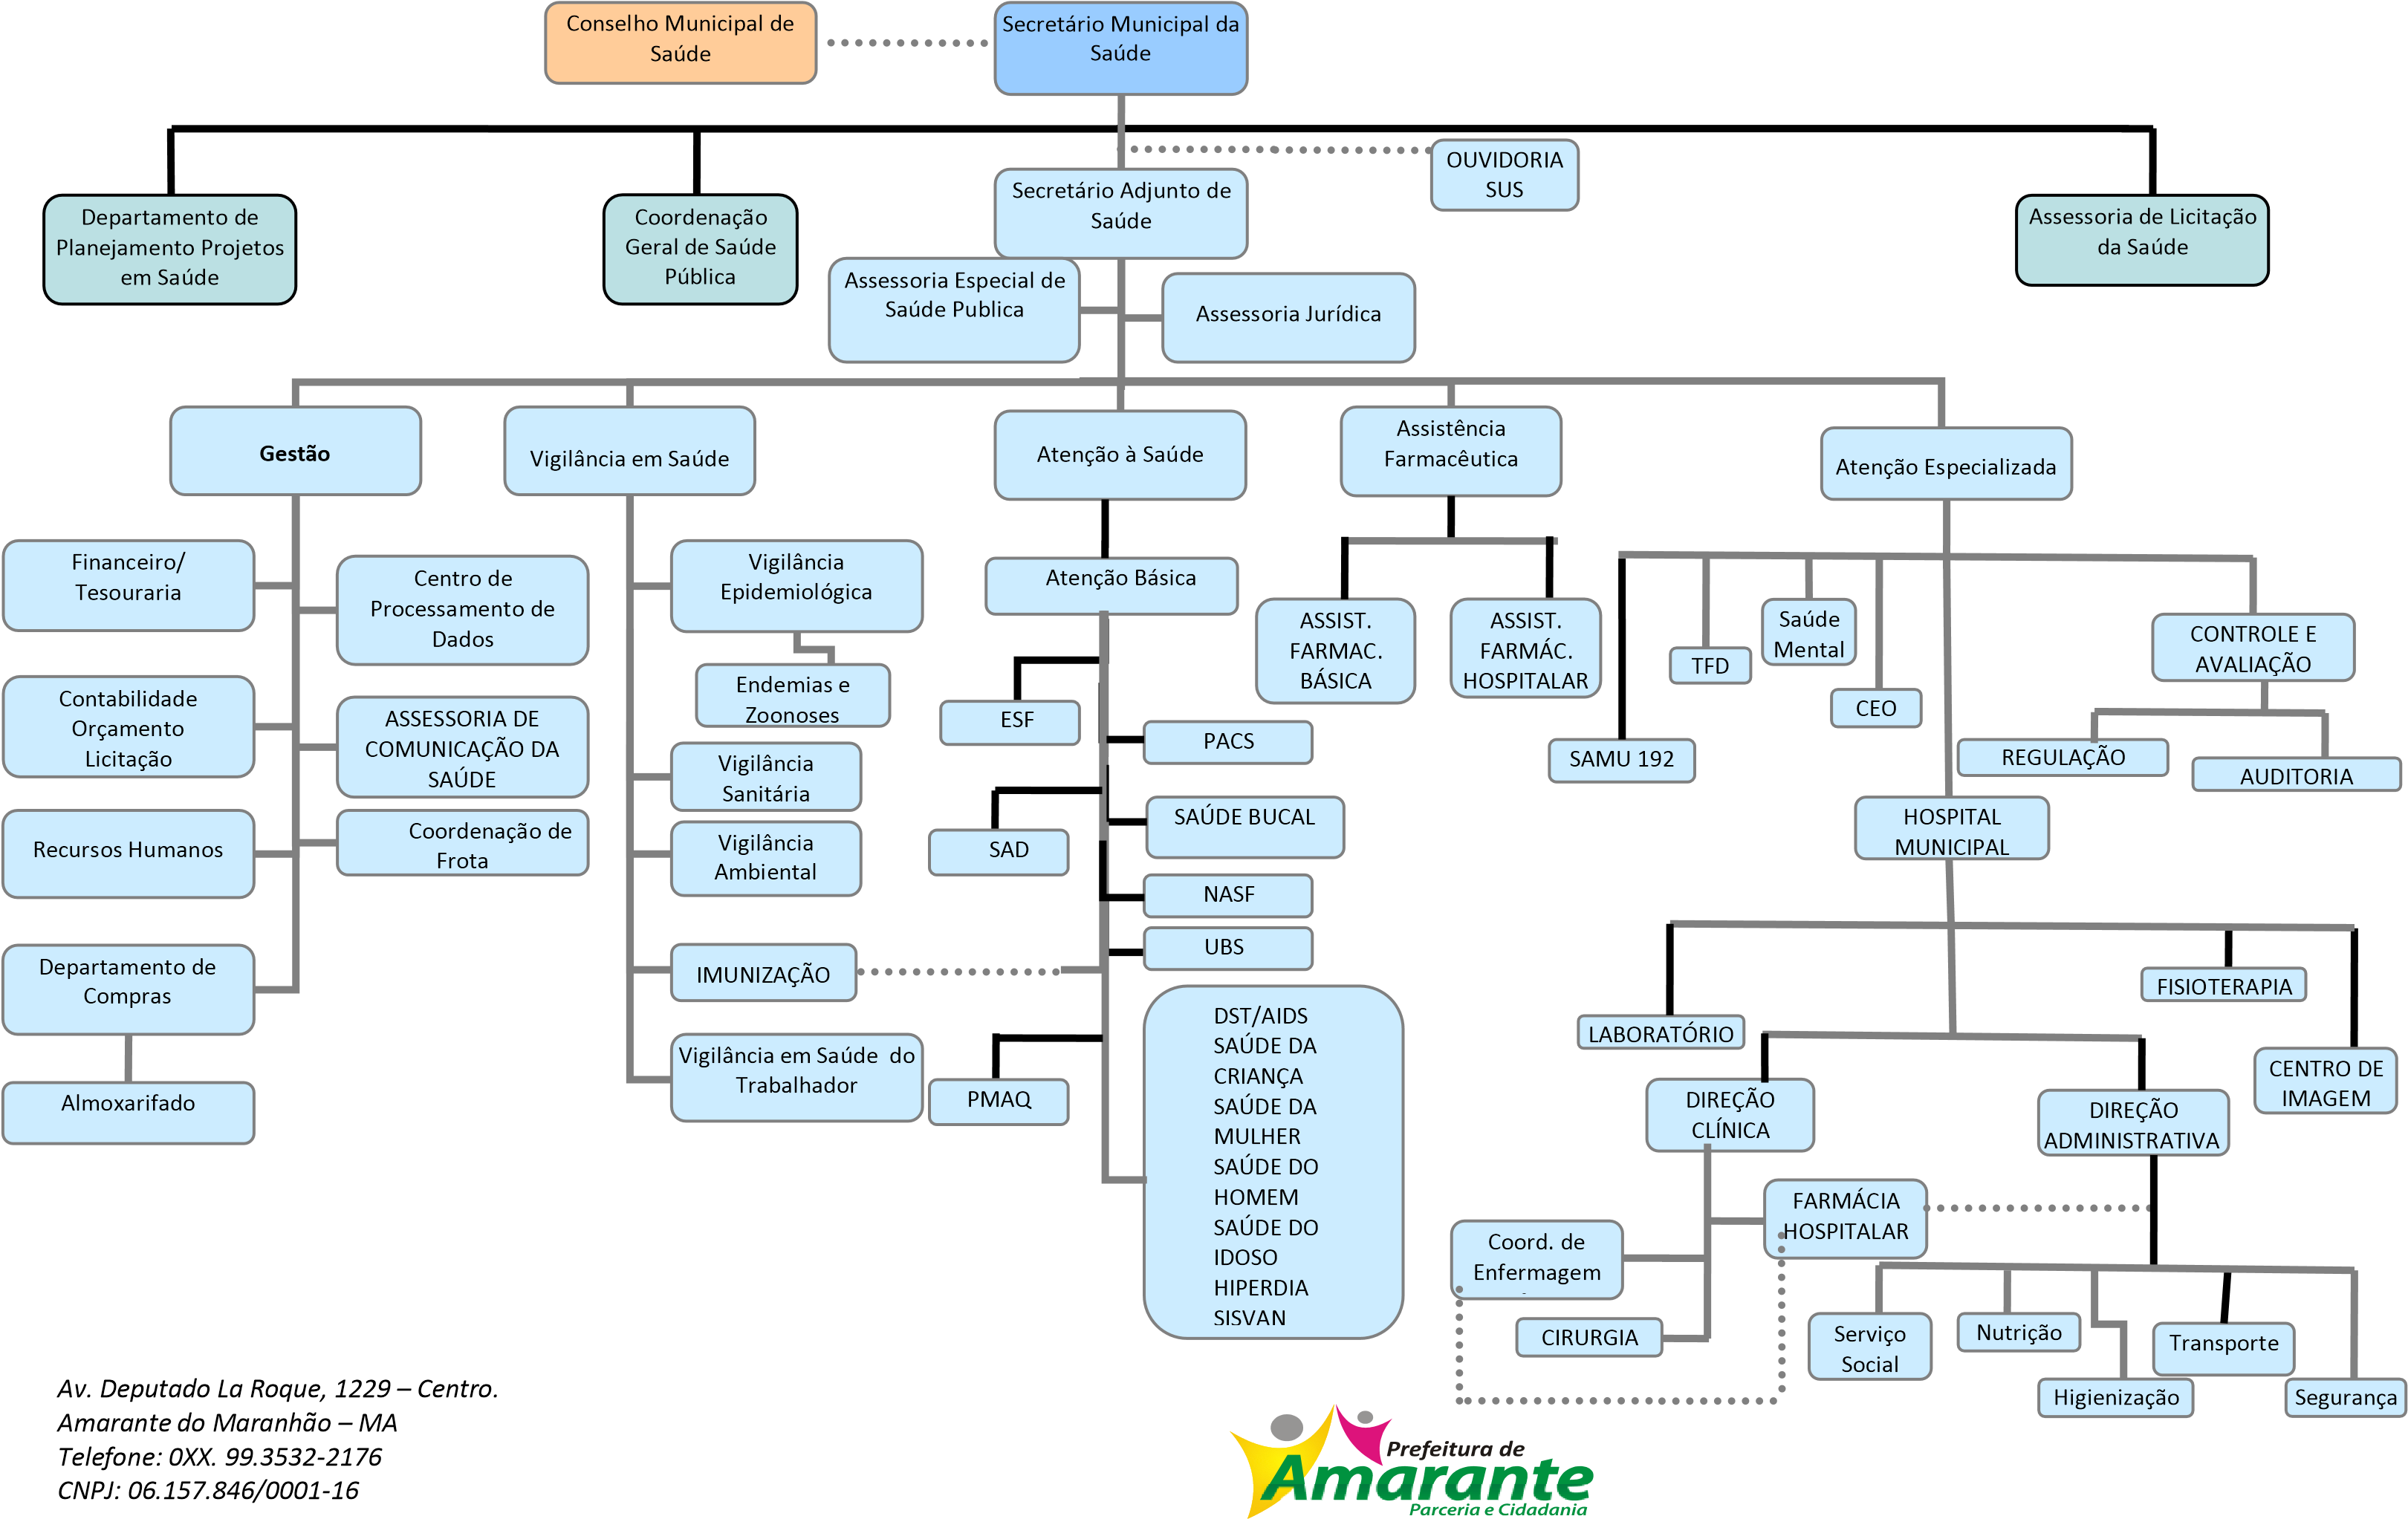 Conselho Municipal de
Saúde
Secretário Municipal da
Saúde
OUVIDORIA
SUS
Departamento de
Planejamento Projetos
em Saúde
Coordenação
Geral de Saúde
Pública
Secretário Adjunto de
Saúde
Assessoria de Licitação
da Saúde
Assessoria Especial de
Saúde Publica
Assessoria Jurídica
Gestão
Vigilância em Saúde
Atenção à Saúde
Assistência
Farmacêutica
Atenção Especializada
Financeiro/
Tesouraria
Centro de
Processamento de
Dados
Contabilidade
Orçamento
Licitação
ASSESSORIA DE
COMUNICAÇÃO DA
SAÚDE
Recursos Humanos
Coordenação de
Frota
Departamento de
Compras
Almoxarifado
Vigilância
Epidemiológica
Endemias e
Zoonoses
Vigilância
Sanitária
Vigilância
Ambiental
IMUNIZAÇÃO
Vigilância em Saúde  do
Trabalhador
Atenção Básica
ESF
PACS
SAÚDE BUCAL
SAD
NASF
UBS
PMAQ
DST/AIDS
SAÚDE DA
CRIANÇA
SAÚDE DA
MULHER
SAÚDE DO
HOMEM
SAÚDE DO
IDOSO
HIPERDIA
SISVAN
ASSIST.
FARMAC.
BÁSICA
ASSIST.
FARMÁC.
HOSPITALAR
SAMU 192
TFD
Saúde
Mental
CEO
CONTROLE E
AVALIAÇÃO
REGULAÇÃO
AUDITORIA
HOSPITAL
MUNICIPAL
LABORATÓRIO
FISIOTERAPIA
CENTRO DE
IMAGEM
DIREÇÃO
CLÍNICA
DIREÇÃO
ADMINISTRATIVA
FARMÁCIA
HOSPITALAR
Coord. de
Enfermagem
CIRURGIA
Serviço
Social
Nutrição
Higienização
Transporte
Segurança
Av. Deputado La Roque, 1229 – Centro.
Amarante do Maranhão – MA
Telefone: 0XX. 99.3532-2176
CNPJ: 06.157.846/0001-16
Prefeitura de
Amarante
Parceria e Cidadania